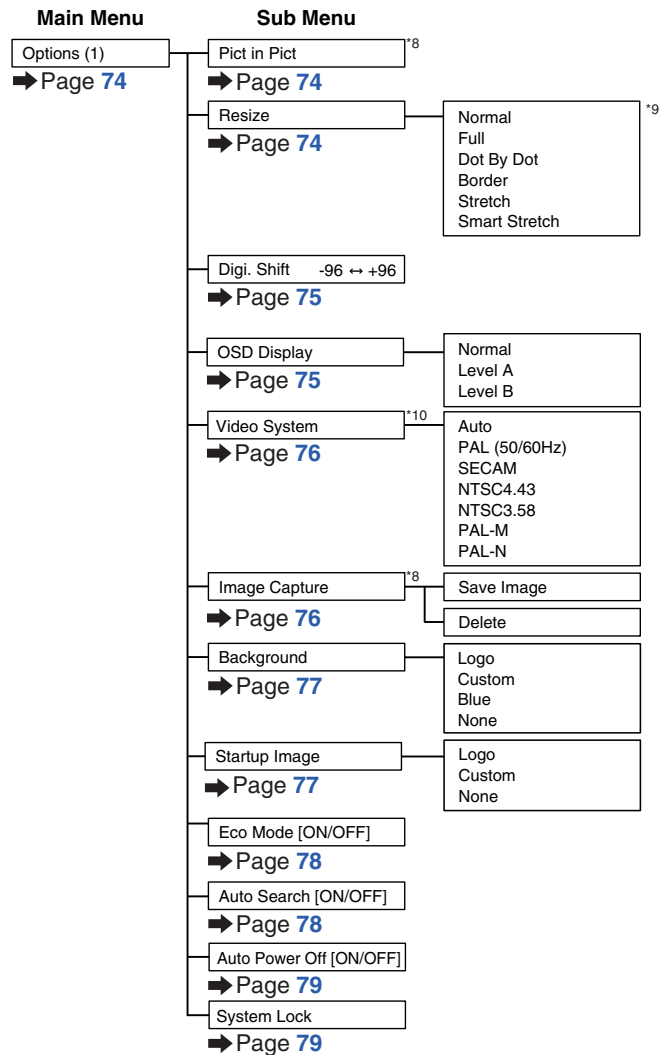 Main Menu
Sub Menu
Options (1)
➡Page 74
Pict in Pict *8
➡Page 74
Resize
➡Page 74
Normal *9
Full
Dot By Dot
Border
Stretch
Smart Stretch
Digi. Shift -96 ↔ +96
➡Page 75
OSD Display
➡Page 75
Normal
Level A
Level B
Video System *10
➡Page 76
Auto
PAL (50/60Hz)
SECAM
NTSC4.43
NTSC3.58
PAL-M
PAL-N
Image Capture *8
➡Page 76
Save Image
Delete
Background
➡Page 77
Logo
Custom
Blue
None
Startup Image
➡Page 77
Logo
Custom
None
Eco Mode [ON/OFF]
➡Page 78
Auto Search [ON/OFF]
➡Page 78
Auto Power Off [ON/OFF]
➡Page 79
System Lock
➡Page 79